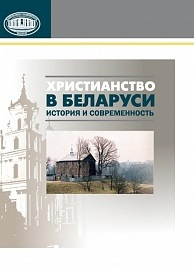 ХРИСТИАНСТВО
В БЕЛАРУСИ
ИСТОРИЯ И СОВРЕМЕННОСТЬ